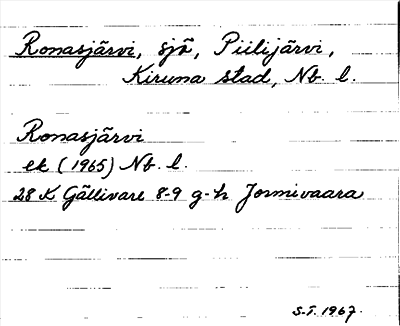 Ronasjärvi, sjö, Piilijärvi,
Kiruna stad, Nb. l.
Ronasjärvi
ek (1965) Nb. l.
28 K Gällivare 8-9 g-h Jormivaara
S.T. 1967.